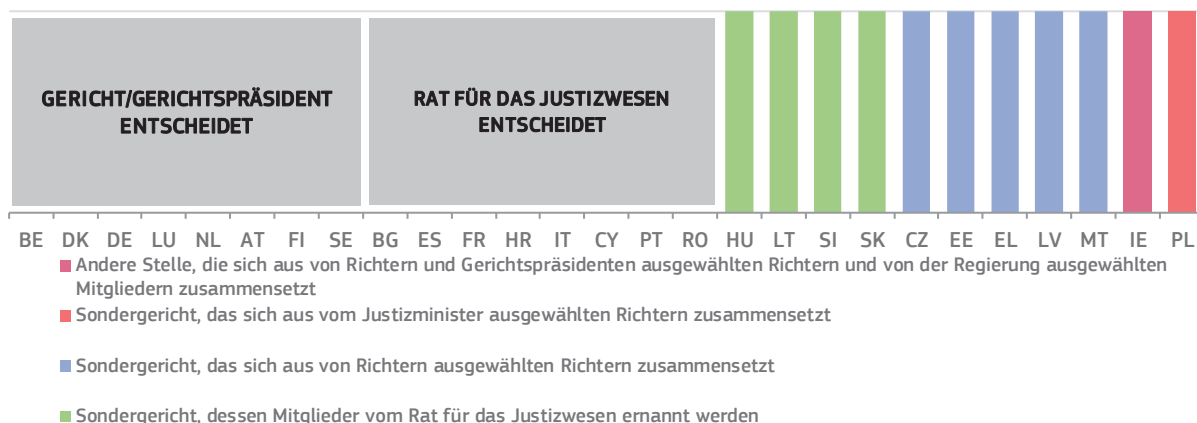 GERICHT/GERICHTSPRÄSIDENT
ENTSCHEIDET
RAT FÜR DAS JUSTIZWESEN
ENTSCHEIDET
BE DK DE LU NL AT FI SE BG ES FR HR IT CY PT RO HU LT SI SK CZ EE EL LV MT IE PL
Andere Stelle, die sich aus von Richtern und Gerichtspräsidenten ausgewählten Richtern und von der Regierung ausgewählten
Mitgliedern zusammensetzt
Sondergericht, das sich aus vom Justizminister ausgewählten Richtern zusammensetzt
Sondergericht, das sich aus von Richtern ausgewählten Richtern zusammensetzt
Sondergericht, dessen Mitglieder vom Rat für das Justizwesen ernannt werden